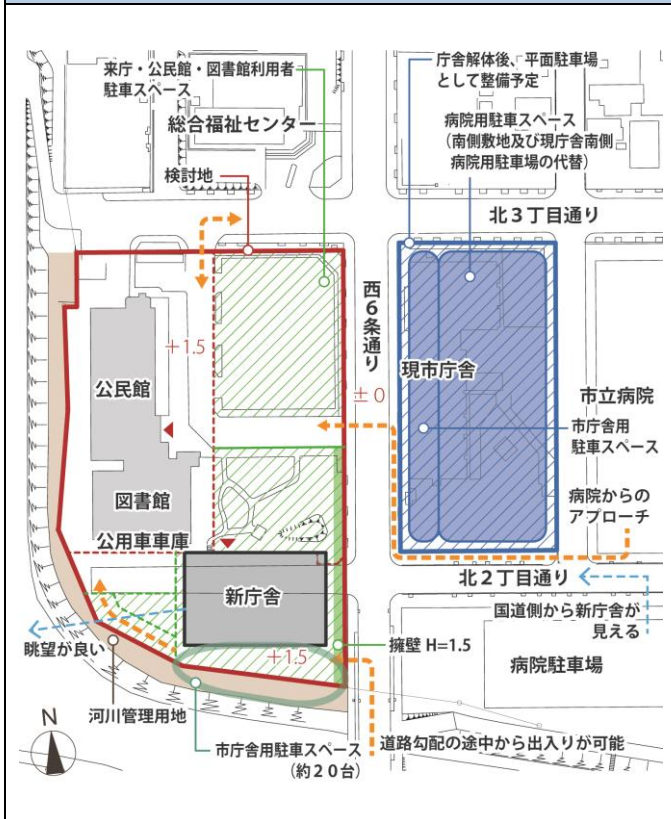 来庁・公民館・図書館利用者
駐車スペース
総合福祉センター
検討地
庁舎解体後、平面駐車場
として整備予定
病院用駐車スペース
(南側敷地及び現庁舎南側
病院用駐車場の代替)
北3丁目通り
西6条通り
+1.5
±0
公民館
現市庁舎
市立病院
市庁舎用
駐車スペース
図書館
公用車車庫
病院からの
アプローチ
新庁舎
北2丁目通り
国道側から新庁舎が
見える
眺望が良い
+1.5
擁壁 H=1.5
病院駐車場
河川管理用地
N
市庁舎用駐車スペース
(約20台)
道路勾配の途中から出入りが可能